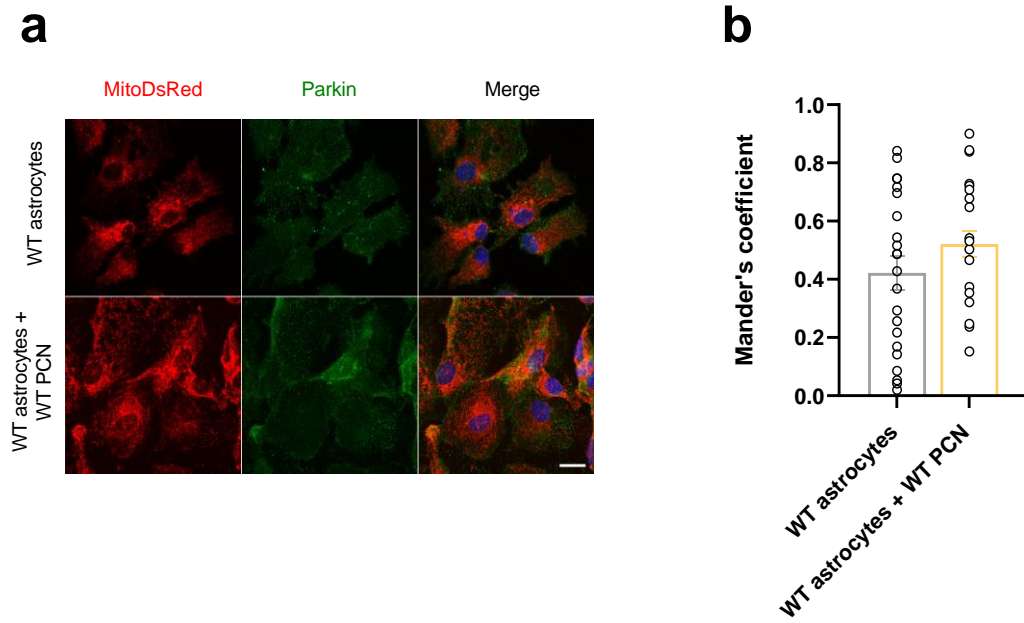 a
MitoDsRed Parkin Merge
WT astrocytes
WT astrocytes +
WT PCN
b
Mander's coefficient
1.0
0.8
0.6
0.4
0.2
0.0
WT astrocytes
WT astrocytes + WT PCN